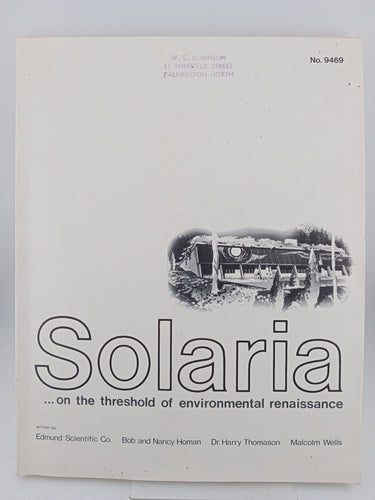 W. E. ROBINSON
81 SHEFFIELD STREET
PALMERSTON NORTH
No. 9469
Solaria
...on the threshold of environmental renaissance
written by
Edmund Scientific Co. Bob and Nancy Homan Dr. Harry Thomason Malcolm Wells